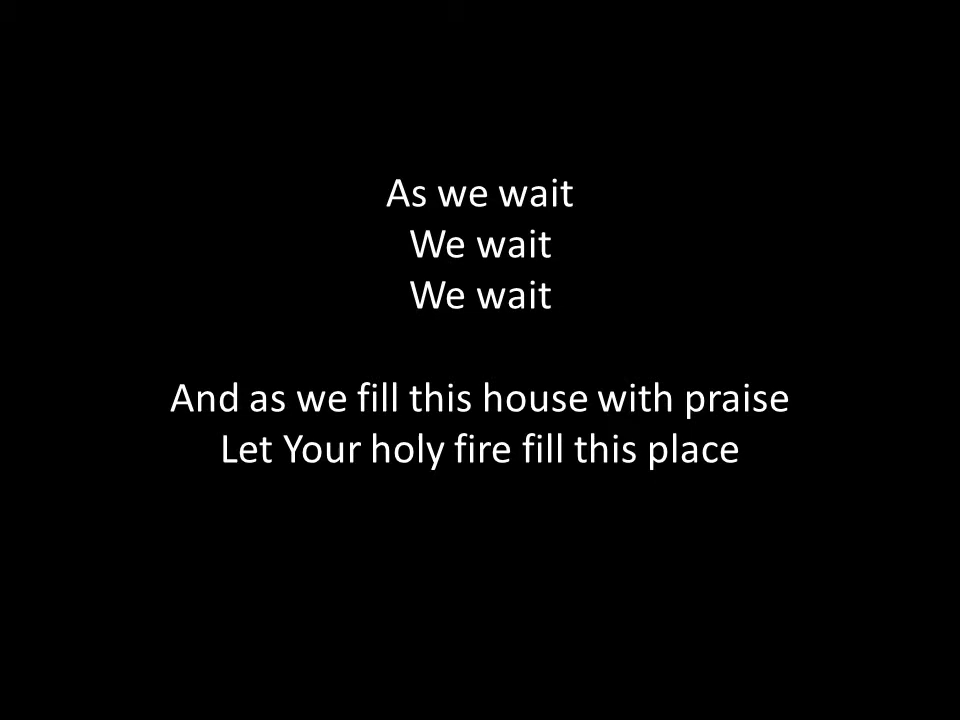 As we wait
We wait
We wait
And as we fill this house with praise
Let Your holy fire fill this place